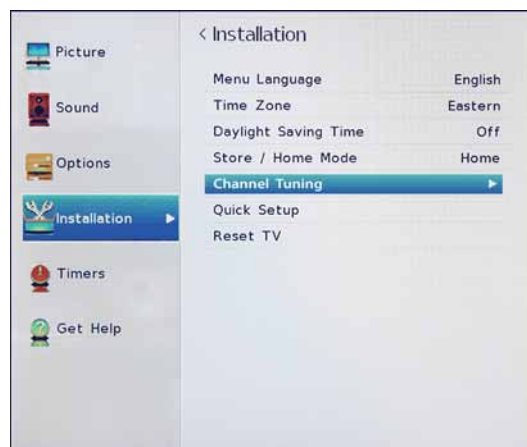 Picture
Sound
Options
Installation
Timers
Get Help
< Installation
Menu Language English
Time Zone Eastern
Daylight Saving Time Off
Store / Home Mode Home
Channel Tuning
Quick Setup
Reset TV